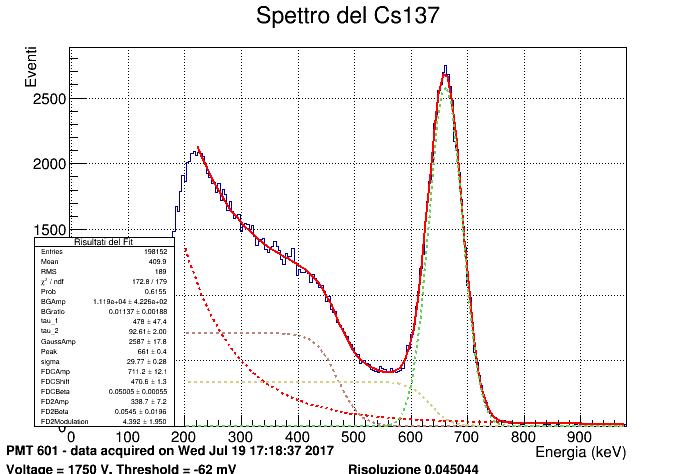 Spettro del Cs137
Eventi
2500
2000
1500
Risultati del Fit
Entries 198152
Mean 409.9
RMS 189
χ² / ndf 172.8 / 179
Prob 0.6155
BGAmp 1.119e+04 ± 4.226e+02
BGratio 0.01137 ± 0.00188
tau_1 478 ± 47.4
tau_2 92.61 ± 2.00
GaussAmp 2587 ± 17.8
Peak 661 ± 0.4
sigma 29.77 ± 0.28
FDCAmp 711.2 ± 12.1
FDCShift 470.6 ± 1.3
FDCBeta 0.05005 ± 0.00055
FD2Amp 338.7 ± 7.2
FD2Beta 0.0545 ± 0.0196
FD2Modulation 4.392 ± 1.950
0
0 100 200 300 400 500 600 700 800 900
Energia (keV)
PMT 601 - data acquired on Wed Jul 19 17:18:37 2017
Voltage = 1750 V, Threshold = -62 mV Risoluzione 0.045044